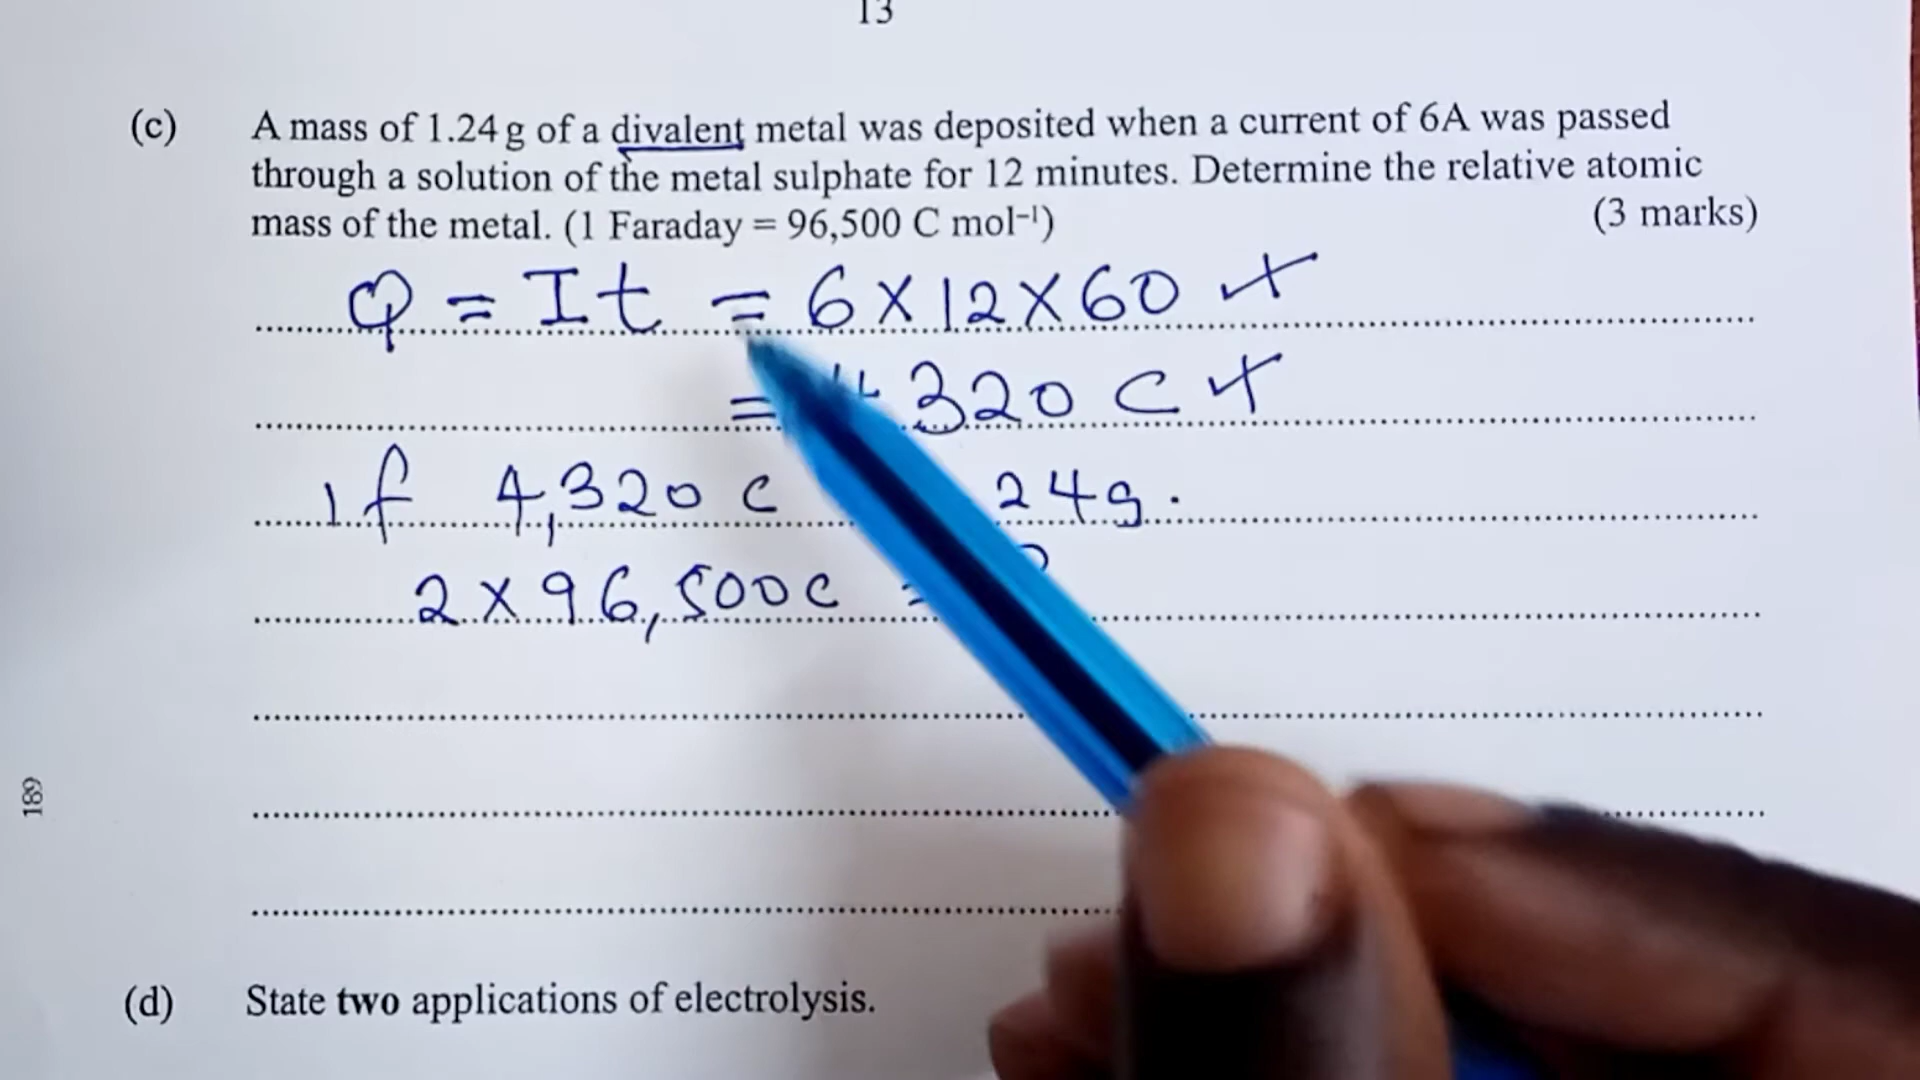 13
(c) A mass of 1.24 g of a divalent metal was deposited when a current of 6A was passed
through a solution of the metal sulphate for 12 minutes. Determine the relative atomic
mass of the metal. (1 Faraday = 96,500 C mol⁻¹) (3 marks)
Q = It = 6 x 12 x 60 ✓
= 4320 C ✓
If 4,320 C 24g.
2 x 96,500C = ?
189
(d) State two applications of electrolysis.